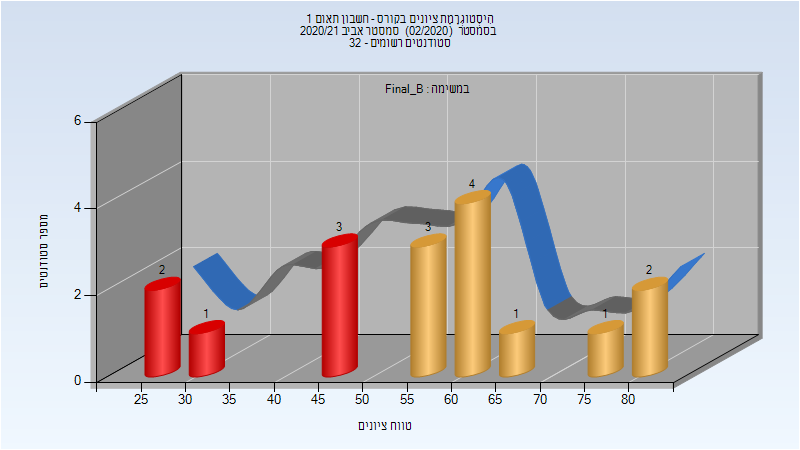 היסטוגרמת ציונים בקורס - חשבון תאום 1
בסמסטר (02/2020) סמסטר אביב 2020/21
סטודנטים רשומים - 32
במשימה : Final_B
מספר סטודנטים
6
4
2
0
2
1
3
3
4
1
1
2
25 30 35 40 45 50 55 60 65 70 75 80
טווח ציונים